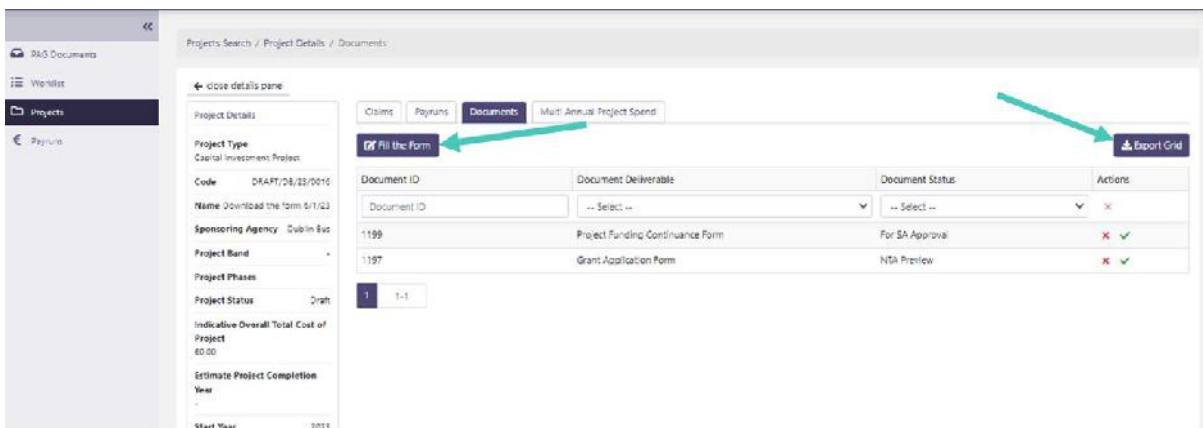 «
Projects Search / Project Details / Documents
PAG Documents
Worklist
Projects
€ Payruns
← close details pane
Project Details
Project Type
Capital Investment Project
Code DRAFT/DB/23/0016
Name Download the form 6/1/23
Sponsoring Agency Dublin Bus
Project Band -
Project Phases
Project Status Draft
Indicative Overall Total Cost of
Project
€0.00
Estimate Project Completion
Year
-
Start Year 2023
Claims Payruns Documents Multi Annual Project Spend
Fill the Form Export Grid
Document ID Document Deliverable Document Status Actions
Document ID -- Select -- -- Select --
1199 Project Funding Continuance Form For SA Approval
1197 Grant Application Form NTA Preview
1 1-1